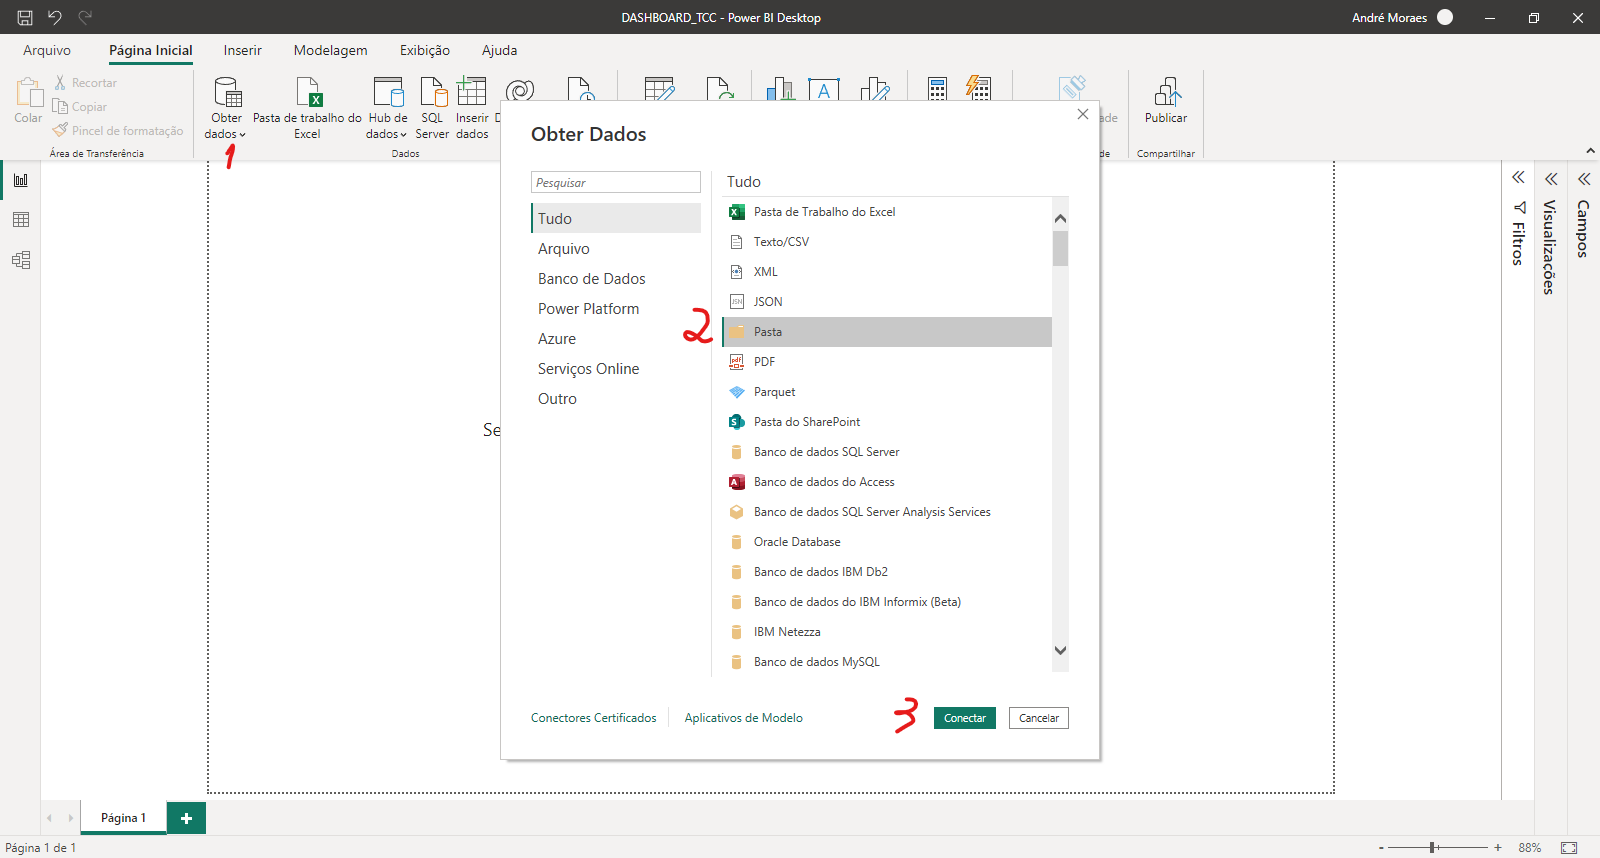 DASHBOARD_TCC - Power BI Desktop
André Moraes
Arquivo
Página Inicial
Inserir
Modelagem
Exibição
Ajuda
Colar
Recortar
Copiar
Pincel de formatação
Área de Transferência
Obter dados
Pasta de trabalho do Excel
Hub de dados
SQL Server
Inserir dados
D
Dados
ade
de
Publicar
Compartilhar
1
Obter Dados
Pesquisar
Tudo
Arquivo
Banco de Dados
Power Platform
Azure
Serviços Online
Outro
Tudo
Pasta de Trabalho do Excel
Texto/CSV
XML
JSON
2
Pasta
PDF
Parquet
Pasta do SharePoint
Banco de dados SQL Server
Banco de dados do Access
Banco de dados SQL Server Analysis Services
Oracle Database
Banco de dados IBM Db2
Banco de dados do IBM Informix (Beta)
IBM Netezza
Banco de dados MySQL
Conectores Certificados
Aplicativos de Modelo
3
Conectar
Cancelar
Se
Filtros
Visualizações
Campos
Página 1
Página 1 de 1
- + 88%